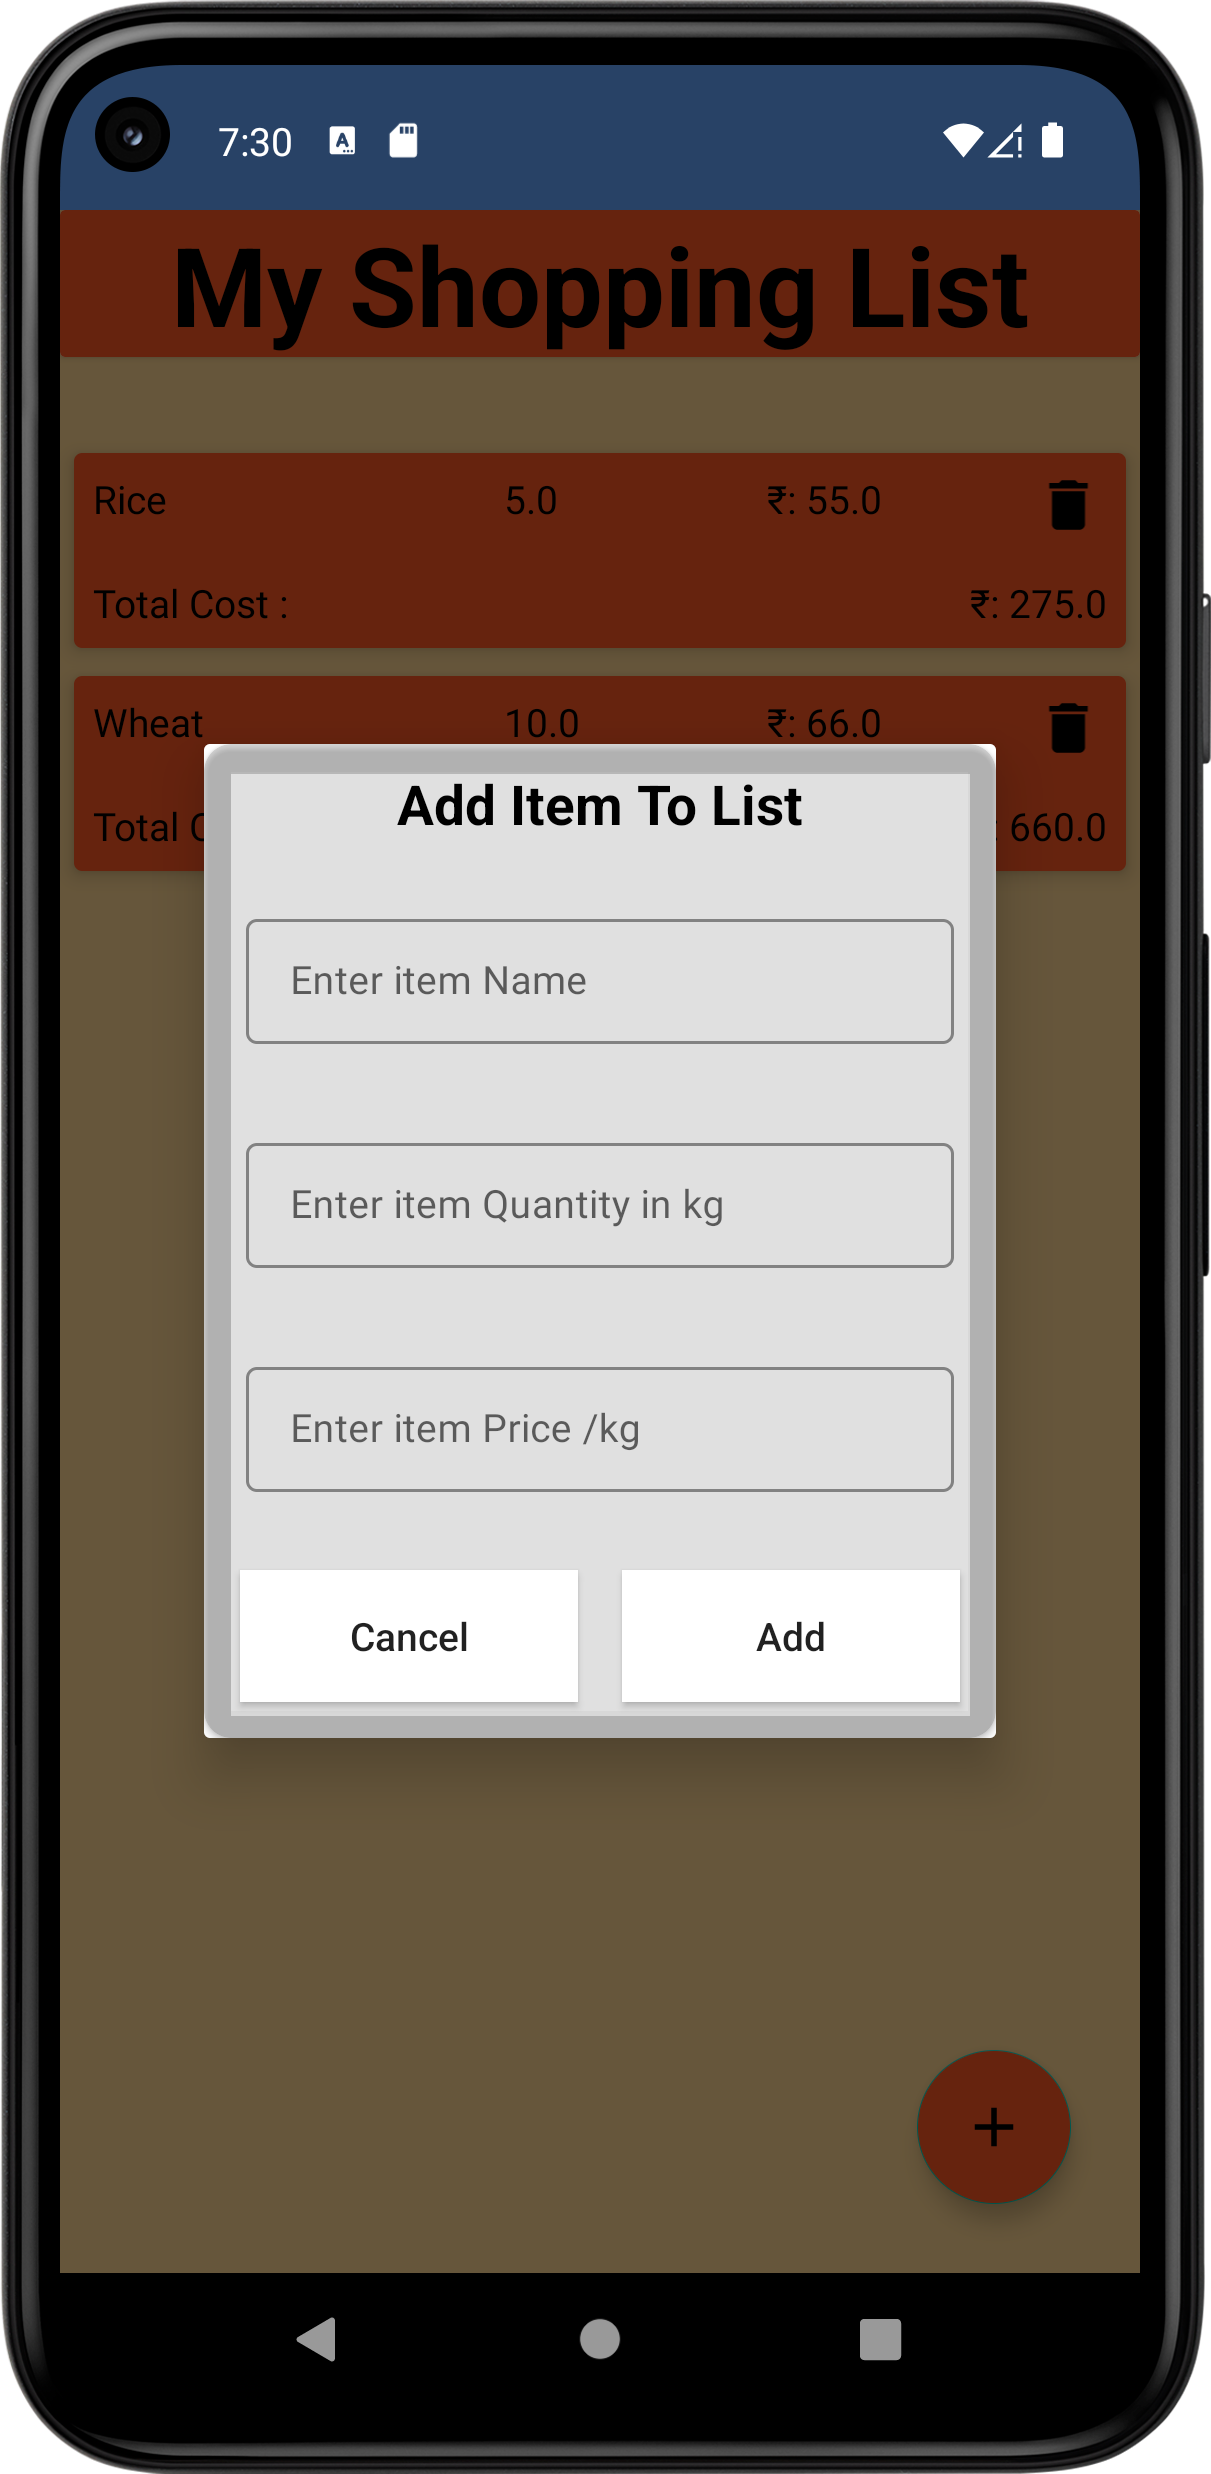 7:30
My Shopping List
Rice 5.0 ₹: 55.0
Total Cost : ₹: 275.0
Wheat 10.0 ₹: 66.0
Total 660.0
Add Item To List
Enter item Name
Enter item Quantity in kg
Enter item Price /kg
Cancel Add